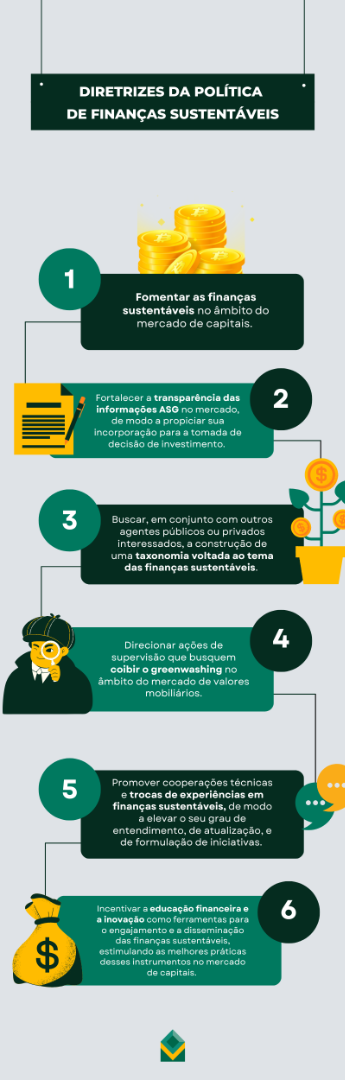 DIRETRIZES DA POLÍTICA
DE FINANÇAS SUSTENTÁVEIS
1
Fomentar as finanças
sustentáveis no âmbito do
mercado de capitais.
2
Fortalecer a transparência das
informações ASG no mercado,
de modo a propiciar sua
incorporação para a tomada de
decisão de investimento.
3
Buscar, em conjunto com outros
agentes públicos ou privados
interessados, a construção de
uma taxonomia voltada ao tema
das finanças sustentáveis.
4
Direcionar ações de
supervisão que busquem
coibir o greenwashing no
âmbito do mercado de valores
mobiliários.
5
Promover cooperações técnicas
e trocas de experiências em
finanças sustentáveis, de modo
a elevar o seu grau de
entendimento, de atualização, e
de formulação de iniciativas.
6
Incentivar a educação financeira e
a inovação como ferramentas para
o engajamento e a disseminação
das finanças sustentáveis,
estimulando as melhores práticas
desses instrumentos no mercado
de capitais.